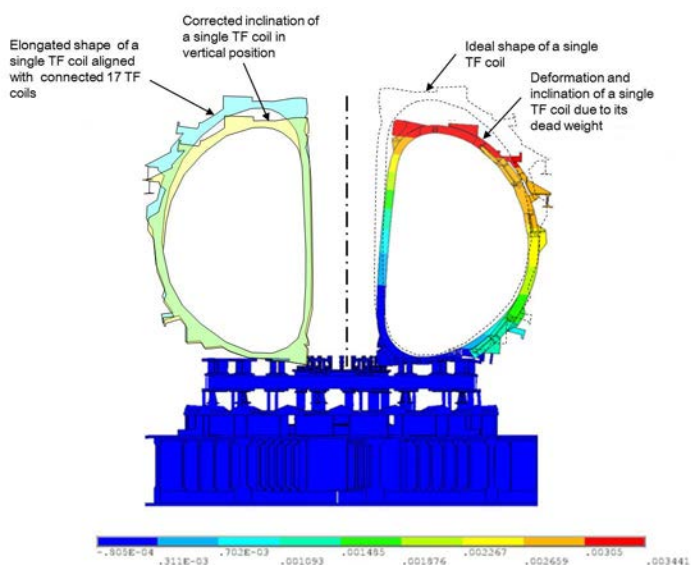 Corrected inclination of
a single TF coil in
vertical position
Elongated shape of a
single TF coil aligned
with connected 17 TF
coils
Ideal shape of a single
TF coil
Deformation and
inclination of a single
TF coil due to its
dead weight
-.805E-04 .702E-03 .001485 .002267 .00305
.311E-03 .001093 .001876 .002659 .003441